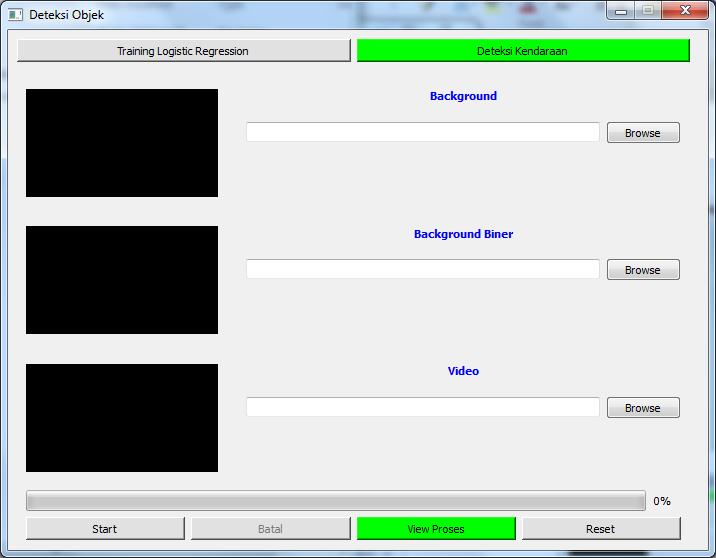 Deteksi Objek
Training Logistic Regression
Deteksi Kendaraan
Background
Browse
Background Biner
Browse
Video
Browse
0%
Start
Batal
View Proses
Reset